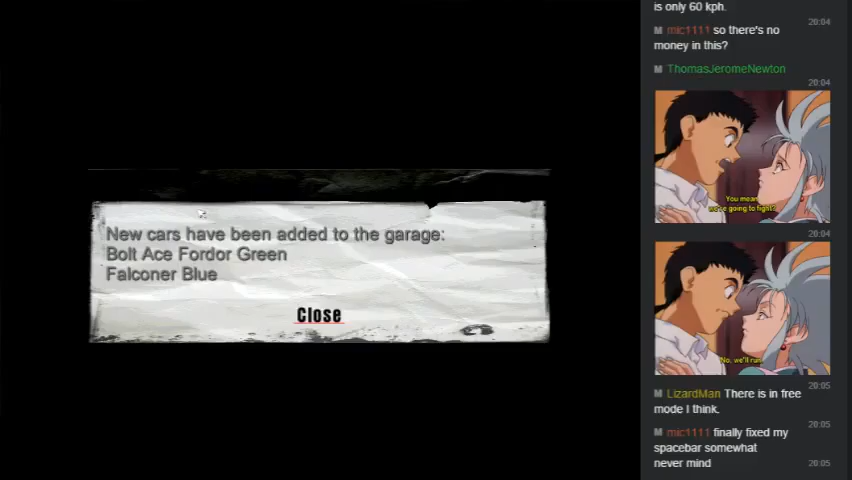 New cars have been added to the garage:
Bolt Ace Fordor Green
Falconer Blue
Close
is only 60 kph.
20:04
M mic1111 so there's no
money in this?
M ThomasJeromeNewton
20:04
You mean
we're going to fight?
20:04
No, we'll run.
20:05
M LizardMan There is in free
mode I think.
20:05
M mic1111 finally fixed my
spacebar somewhat
never mind
20:05